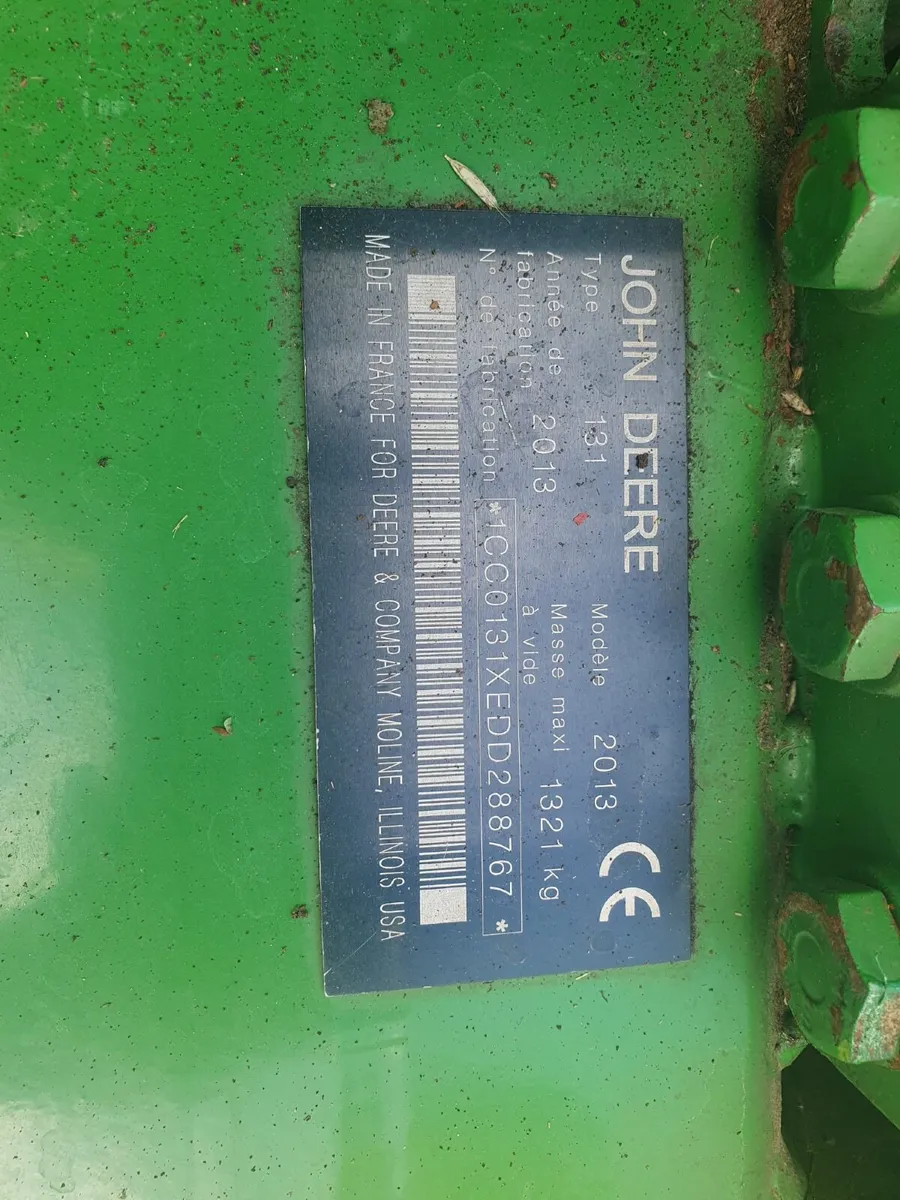 JOHN DEERE
Type 131 Modèle 2013
Année de fabrication 2013 Masse maxi à vide 1321 kg
N° de fabrication *1CC0131XEDD288767*
MADE IN FRANCE FOR DEERE & COMPANY MOLINE, ILLINOIS USA
CE